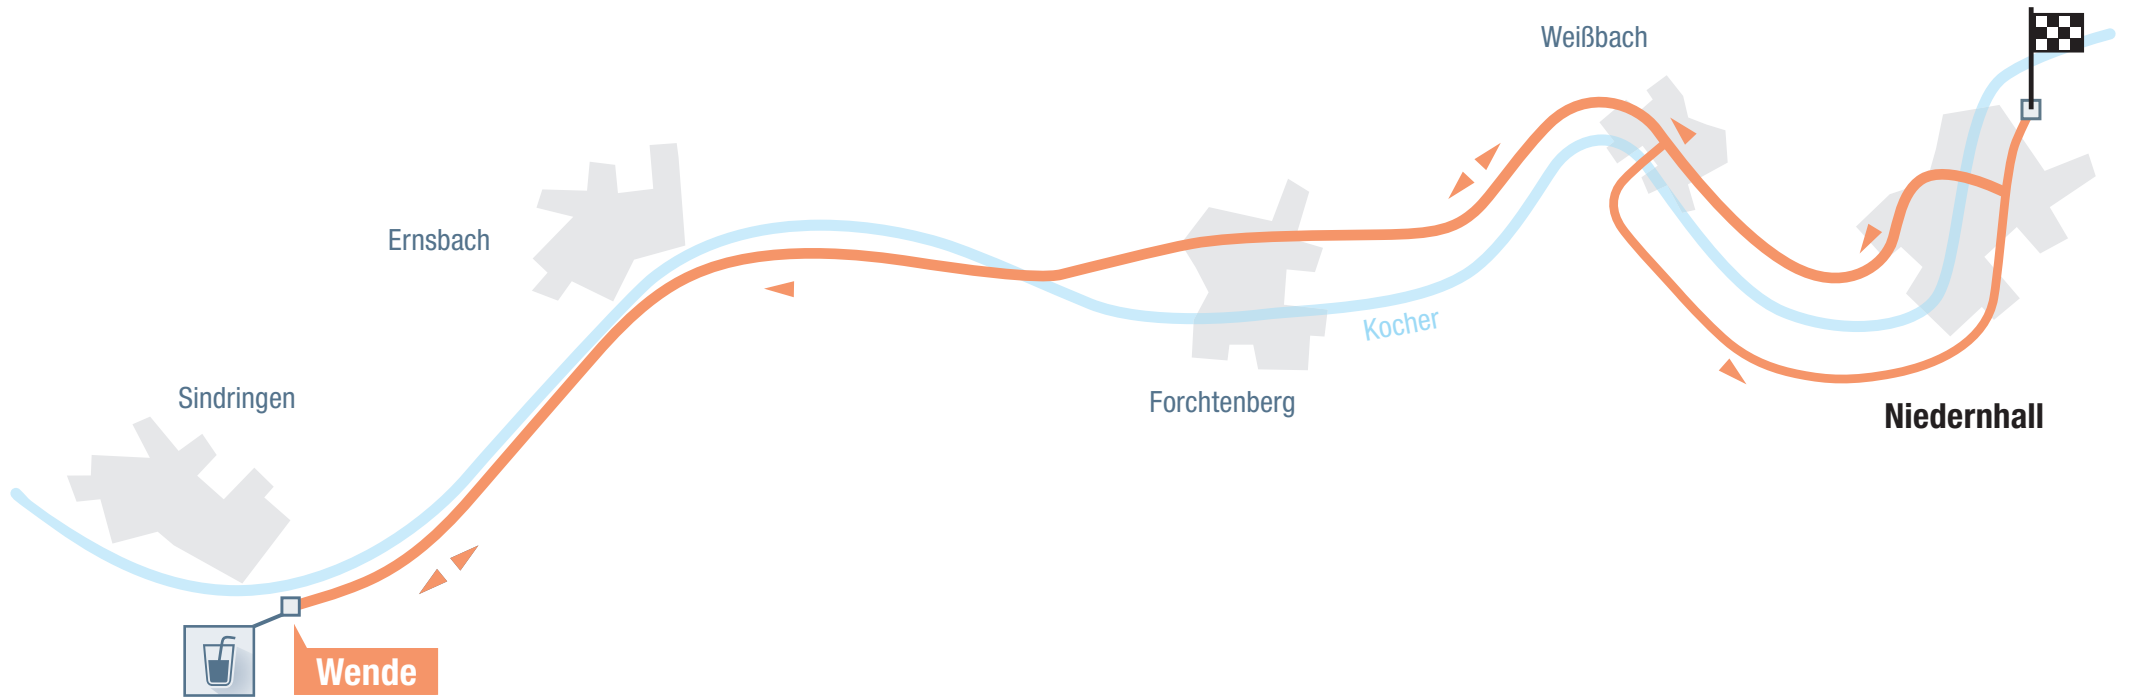 Weißbach
Ernsbach
Kocher
Sindringen
Forchtenberg
Niedernhall
Wende